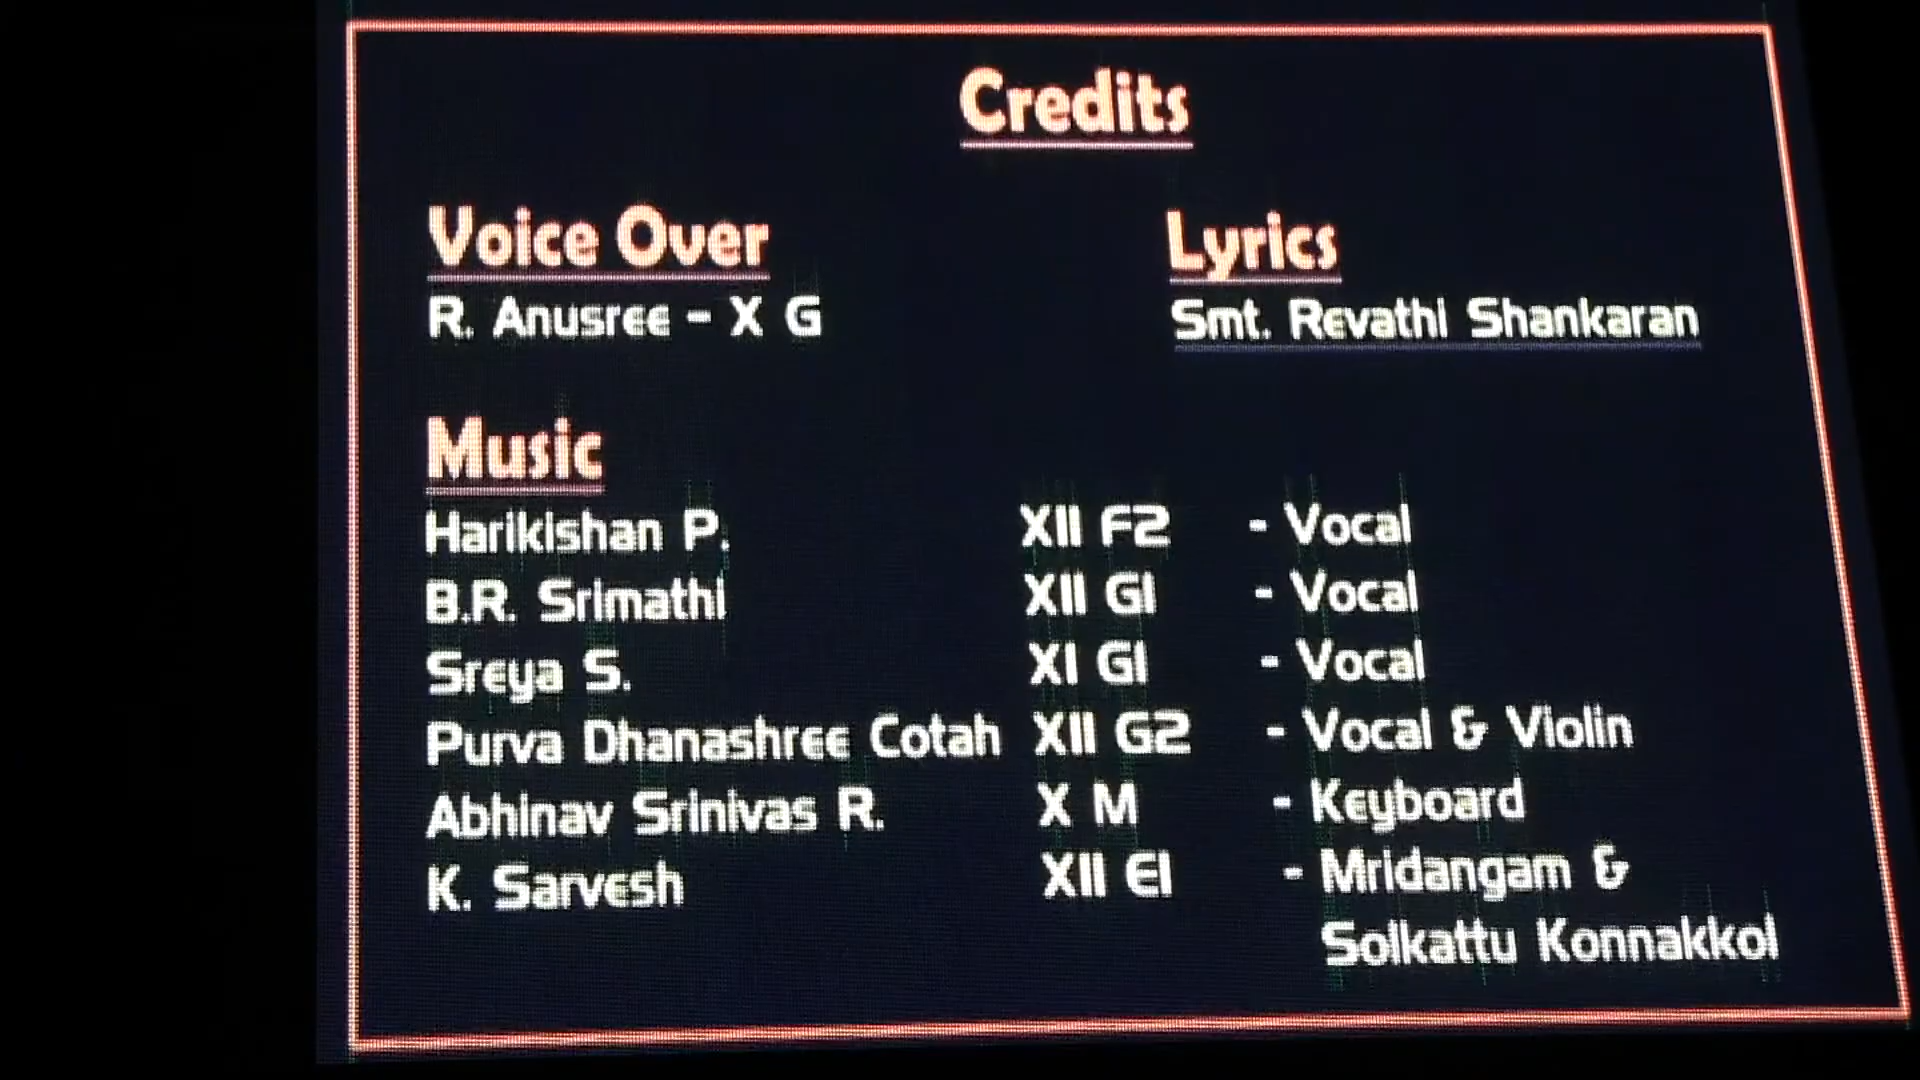 Credits
Voice Over
R. Anusree - X G
Lyrics
Smt. Revathi Shankaran
Music
Harikishan P. XII F2 - Vocal
B.R. Srimathi XII G1 - Vocal
Sreya S. XI G1 - Vocal
Purva Dhanashree Cotah XII G2 - Vocal & Violin
Abhinav Srinivas R. X M - Keyboard
K. Sarvesh XII E1 - Mridangam &
Solkattu Konnakkol